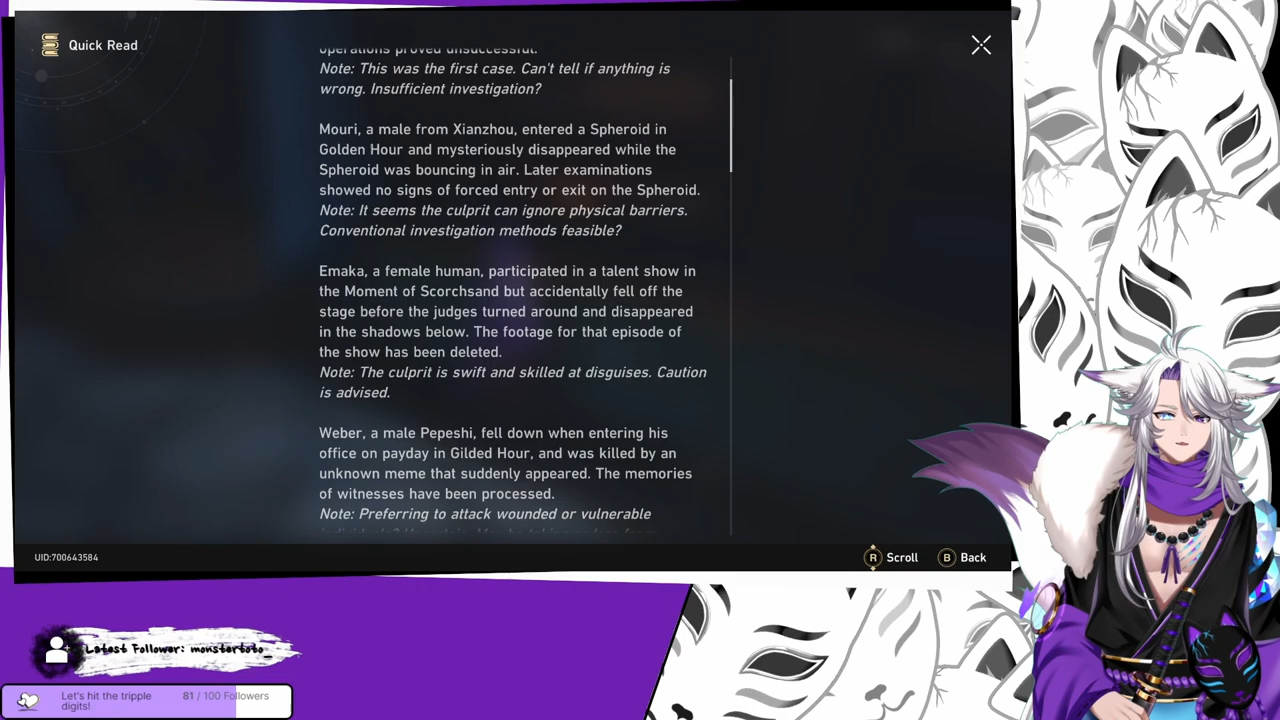 Quick Read
operations proved unsuccessful.
Note: This was the first case. Can't tell if anything is
wrong. Insufficient investigation?
Mouri, a male from Xianzhou, entered a Spheroid in
Golden Hour and mysteriously disappeared while the
Spheroid was bouncing in air. Later examinations
showed no signs of forced entry or exit on the Spheroid.
Note: It seems the culprit can ignore physical barriers.
Conventional investigation methods feasible?
Emaka, a female human, participated in a talent show in
the Moment of Scorchsand but accidentally fell off the
stage before the judges turned around and disappeared
in the shadows below. The footage for that episode of
the show has been deleted.
Note: The culprit is swift and skilled at disguises. Caution
is advised.
Weber, a male Pepeshi, fell down when entering his
office on payday in Gilded Hour, and was killed by an
unknown meme that suddenly appeared. The memories
of witnesses have been processed.
Note: Preferring to attack wounded or vulnerable
UID:700643584
R Scroll
B Back
Latest Follower: monstertoto_
Let's hit the tripple
digits!
81 / 100 Followers